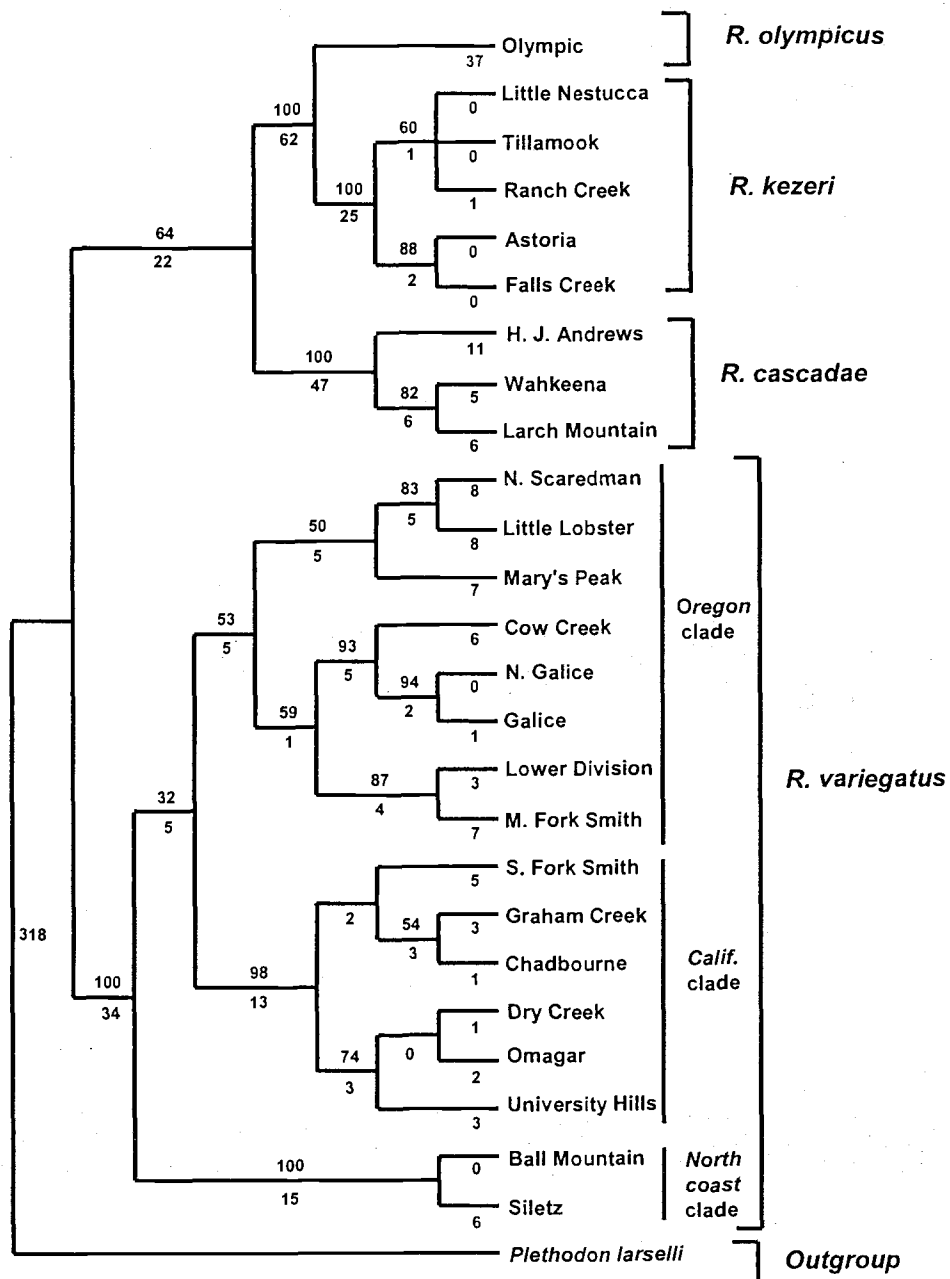 Olympic
37
R. olympicus
Little Nestucca
0
100
62
60
1
Tillamook
0
Ranch Creek
1
R. kezeri
100
25
64
22
88
2
Astoria
0
Falls Creek
0
H. J. Andrews
11
100
47
R. cascadae
82
6
Wahkeena
5
Larch Mountain
6
N. Scaredman
8
83
5
50
5
Little Lobster
8
Mary's Peak
7
Oregon
clade
53
5
Cow Creek
6
93
5
94
2
N. Galice
0
Galice
1
59
1
Lower Division
3
87
4
R. variegatus
32
5
M. Fork Smith
7
S. Fork Smith
5
2
54
3
Graham Creek
3
318
Chadbourne
1
Calif.
clade
100
34
98
13
Dry Creek
1
0
Omagar
2
74
3
University Hills
3
Ball Mountain
0
100
15
Siletz
6
North
coast
clade
Plethodon larselli
Outgroup